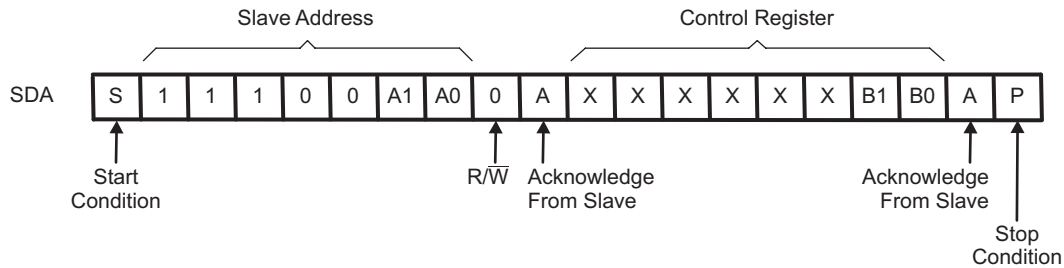 Slave Address
Control Register
SDA S 1 1 1 0 0 A1 A0 0 A X X X X X X B1 B0 A P
Start
Condition
R/W̅
Acknowledge
From Slave
Acknowledge
From Slave
Stop
Condition